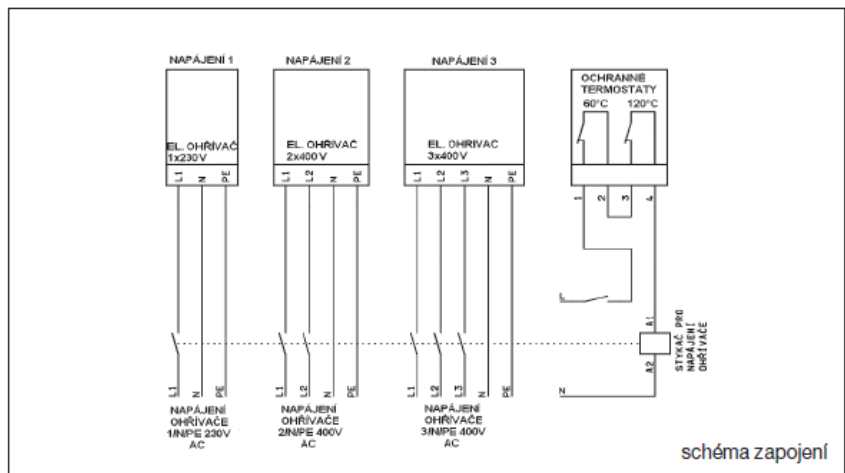 NAPÁJENÍ 1
EL. OHŘÍVAČ
1x230V
L1 N PE
L1 N PE
NAPÁJENÍ
OHŘÍVAČE
1/N/PE 230V
AC
NAPÁJENÍ 2
EL. OHŘÍVAČ
2x400V
L1 L2 N PE
L1 L2 N PE
NAPÁJENÍ
OHŘÍVAČE
2/N/PE 400V
AC
NAPÁJENÍ 3
EL. OHŘIVAC
3x400V
L1 L2 L3 N PE
L1 L2 L3 N PE
NAPÁJENÍ
OHŘÍVAČE
3/N/PE 400V
AC
OCHRANNÉ
TERMOSTATY
60°C 120°C
1 2 3 4
L
A1
A2
STYKAČ PRO
NAPÁJENÍ
OHŘÍVAČE
N
schéma zapojení